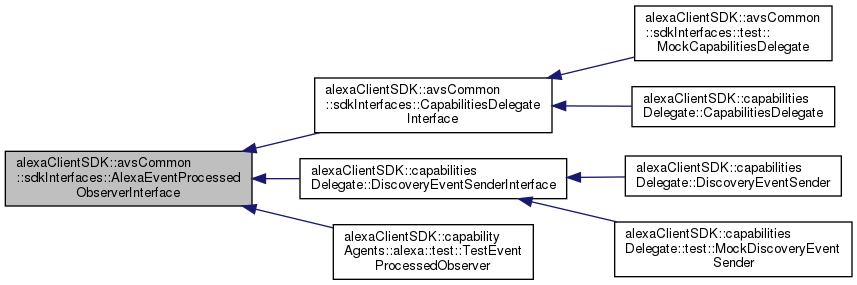 alexaClientSDK::avsCommon
::sdkInterfaces::AlexaEventProcessed
ObserverInterface
alexaClientSDK::avsCommon
::sdkInterfaces::CapabilitiesDelegate
Interface
alexaClientSDK::avsCommon
::sdkInterfaces::test::
MockCapabilitiesDelegate
alexaClientSDK::capabilities
Delegate::CapabilitiesDelegate
alexaClientSDK::capabilities
Delegate::DiscoveryEventSenderInterface
alexaClientSDK::capabilities
Delegate::DiscoveryEventSender
alexaClientSDK::capabilities
Delegate::test::MockDiscoveryEvent
Sender
alexaClientSDK::capability
Agents::alexa::test::TestEvent
ProcessedObserver